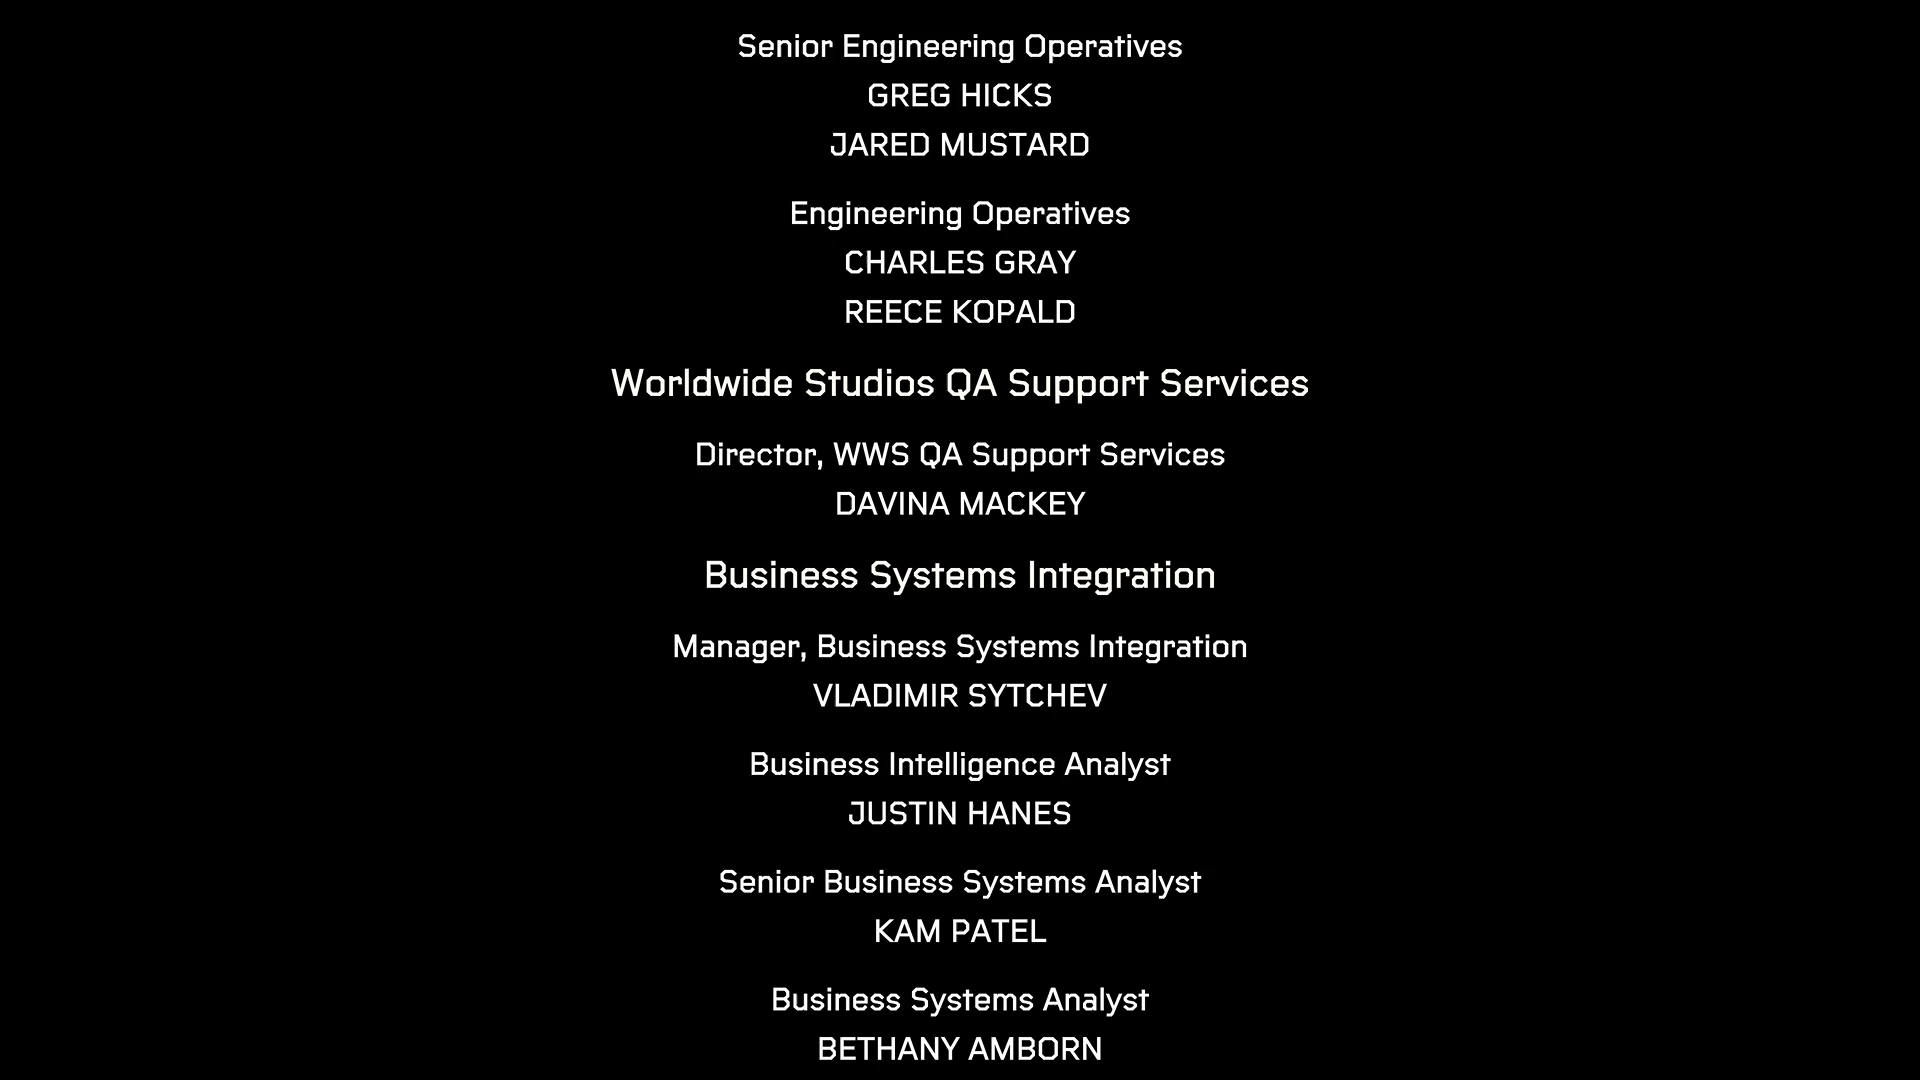 Senior Engineering Operatives
GREG HICKS
JARED MUSTARD
Engineering Operatives
CHARLES GRAY
REECE KOPALD
Worldwide Studios QA Support Services
Director, WWS QA Support Services
DAVINA MACKEY
Business Systems Integration
Manager, Business Systems Integration
VLADIMIR SYTCHEV
Business Intelligence Analyst
JUSTIN HANES
Senior Business Systems Analyst
KAM PATEL
Business Systems Analyst
BETHANY AMBORN